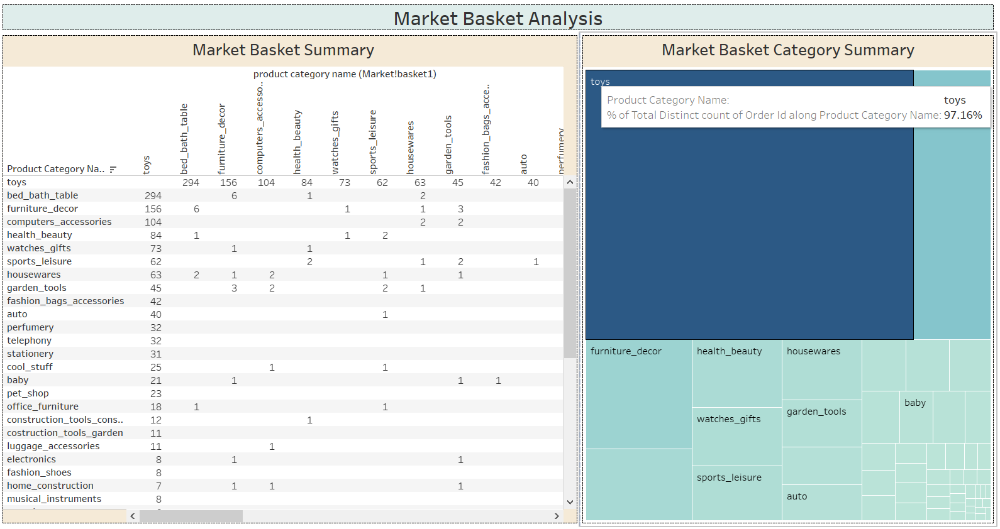 Market Basket Analysis
Market Basket Summary
product category name (Market!basket1)
Product Category Na.. toys bed_bath_table furniture_decor computers_accesso.. health_beauty watches_gifts sports_leisure housewares garden_tools fashion_bags_acce.. auto perfumery
toys 294 156 104 84 73 62 63 45 42 40
bed_bath_table 294 6 1 2
furniture_decor 156 6 1 1 3
computers_accessories 104 2 2
health_beauty 84 1 1 2
watches_gifts 73 1 1
sports_leisure 62 2 1 2 1
housewares 63 2 1 2 1 1
garden_tools 45 3 2 2 1
fashion_bags_accessories 42
auto 40 1
perfumery 32
telephony 32
stationery 31
cool_stuff 25 1 1
baby 21 1 1 1
pet_shop 23
office_furniture 18 1 1
construction_tools_cons.. 12 1
costruction_tools_garden 11
luggage_accessories 11 1
electronics 8 1 1
fashion_shoes 8
home_construction 7 1 1 1
musical_instruments 8
Market Basket Category Summary
toys
Product Category Name: toys
% of Total Distinct count of Order Id along Product Category Name: 97.16%
furniture_decor
health_beauty
housewares
baby
garden_tools
watches_gifts
sports_leisure
auto